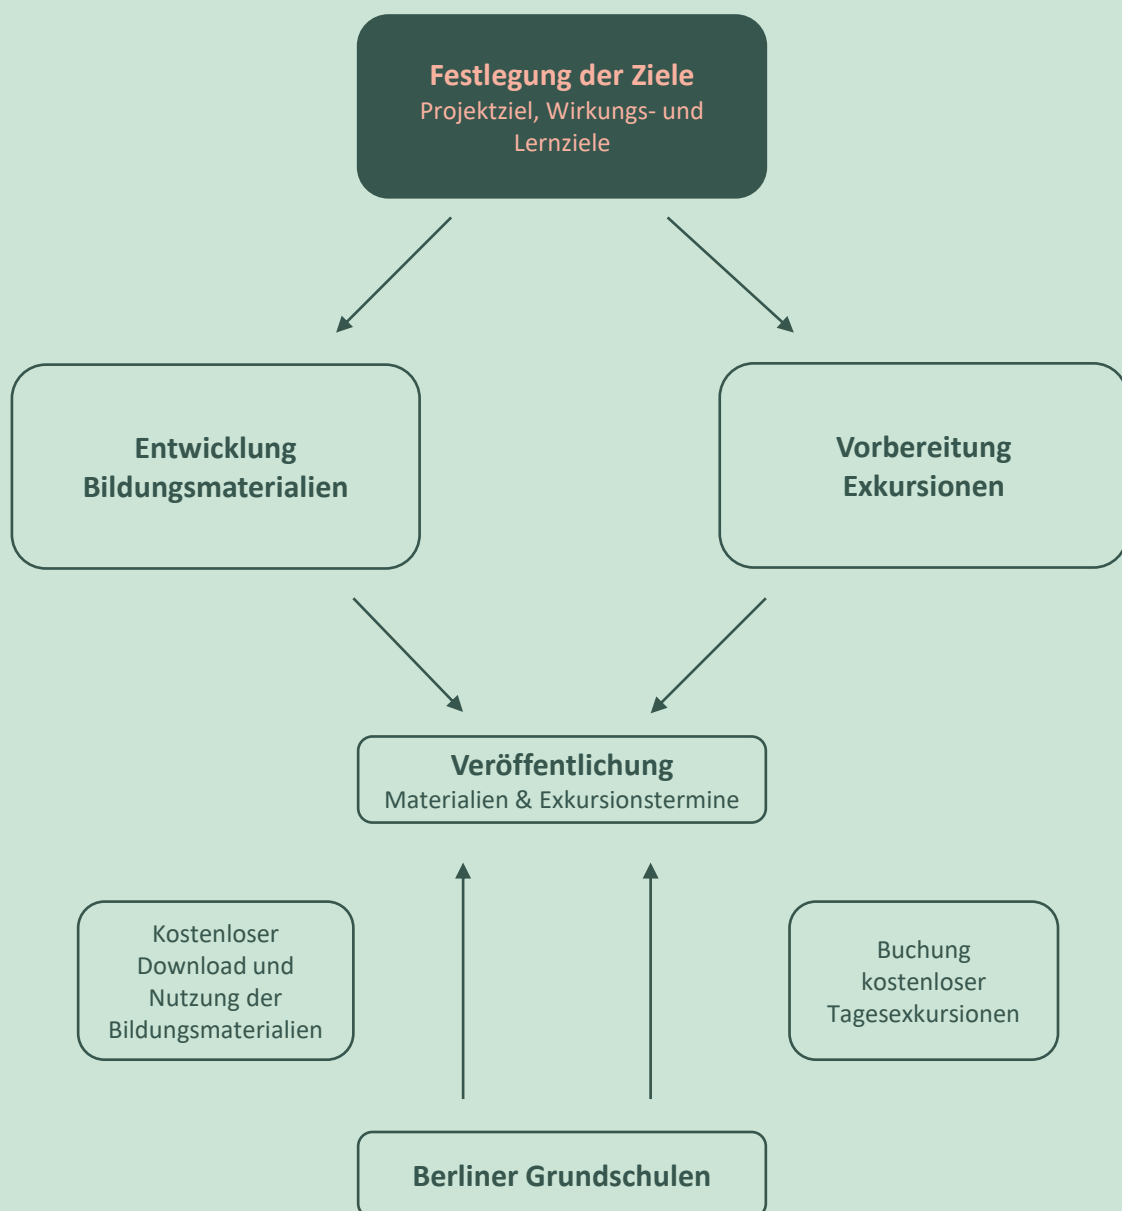 Festlegung der Ziele
Projektziel, Wirkungs- und
Lernziele
Entwicklung
Bildungsmaterialien
Vorbereitung
Exkursionen
Veröffentlichung
Materialien & Exkursionstermine
Kostenloser
Download und
Nutzung der
Bildungsmaterialien
Buchung
kostenloser
Tagesexkursionen
Berliner Grundschulen